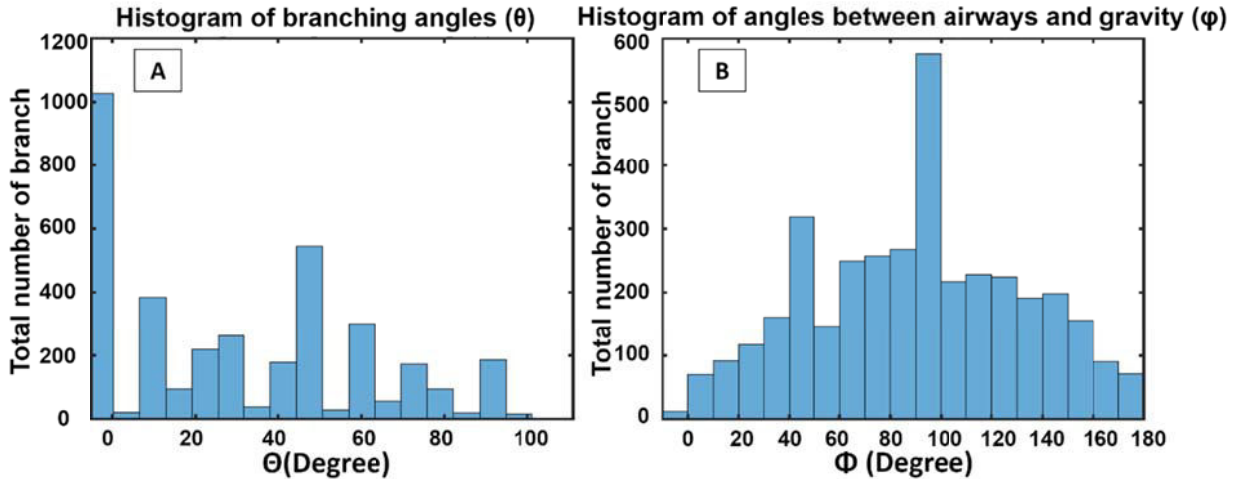 Histogram of branching angles (θ)
A
Total number of branch
1200
1000
800
600
400
200
0
0 20 40 60 80 100
Θ(Degree)
Histogram of angles between airways and gravity (φ)
B
Total number of branch
600
500
400
300
200
100
0
0 20 40 60 80 100 120 140 160 180
Φ (Degree)